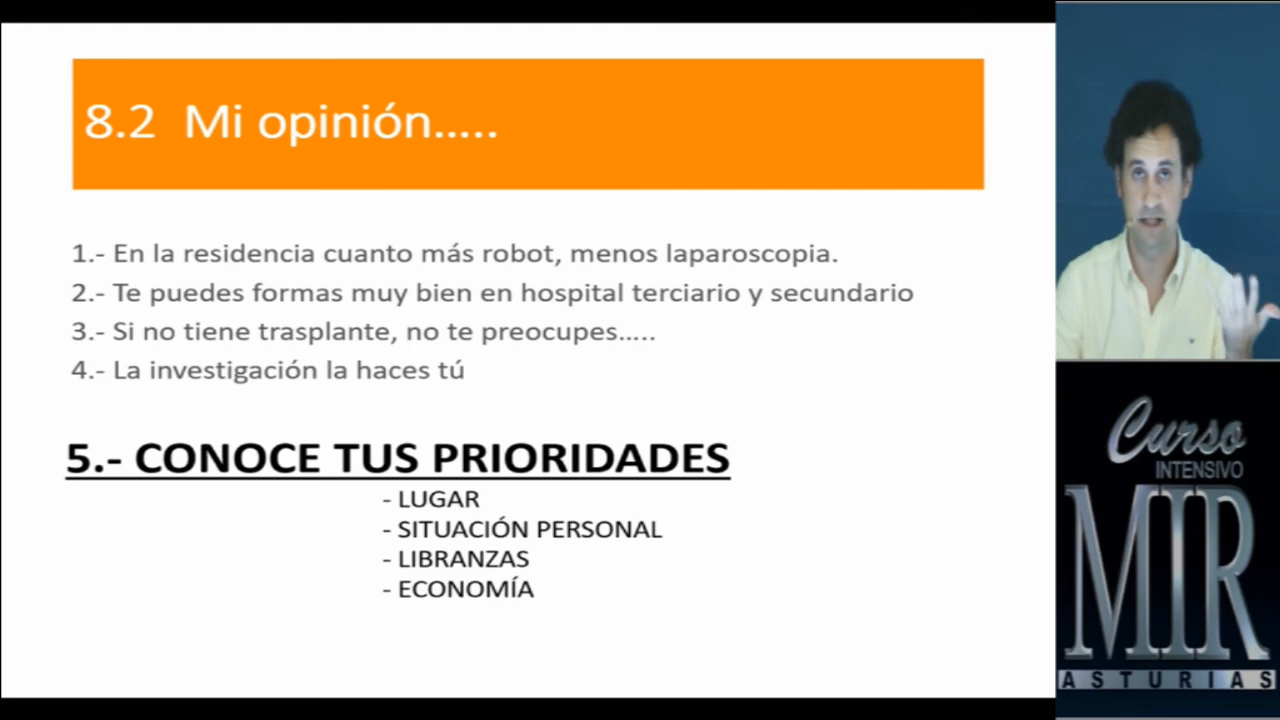 8.2 Mi opinión.....
1.- En la residencia cuanto más robot, menos laparoscopia.
2.- Te puedes formas muy bien en hospital terciario y secundario
3.- Si no tiene trasplante, no te preocupes.....
4.- La investigación la haces tú
5.- CONOCE TUS PRIORIDADES
- LUGAR
- SITUACIÓN PERSONAL
- LIBRANZAS
- ECONOMÍA
Curso
INTENSIVO
MIR
ASTURIAS